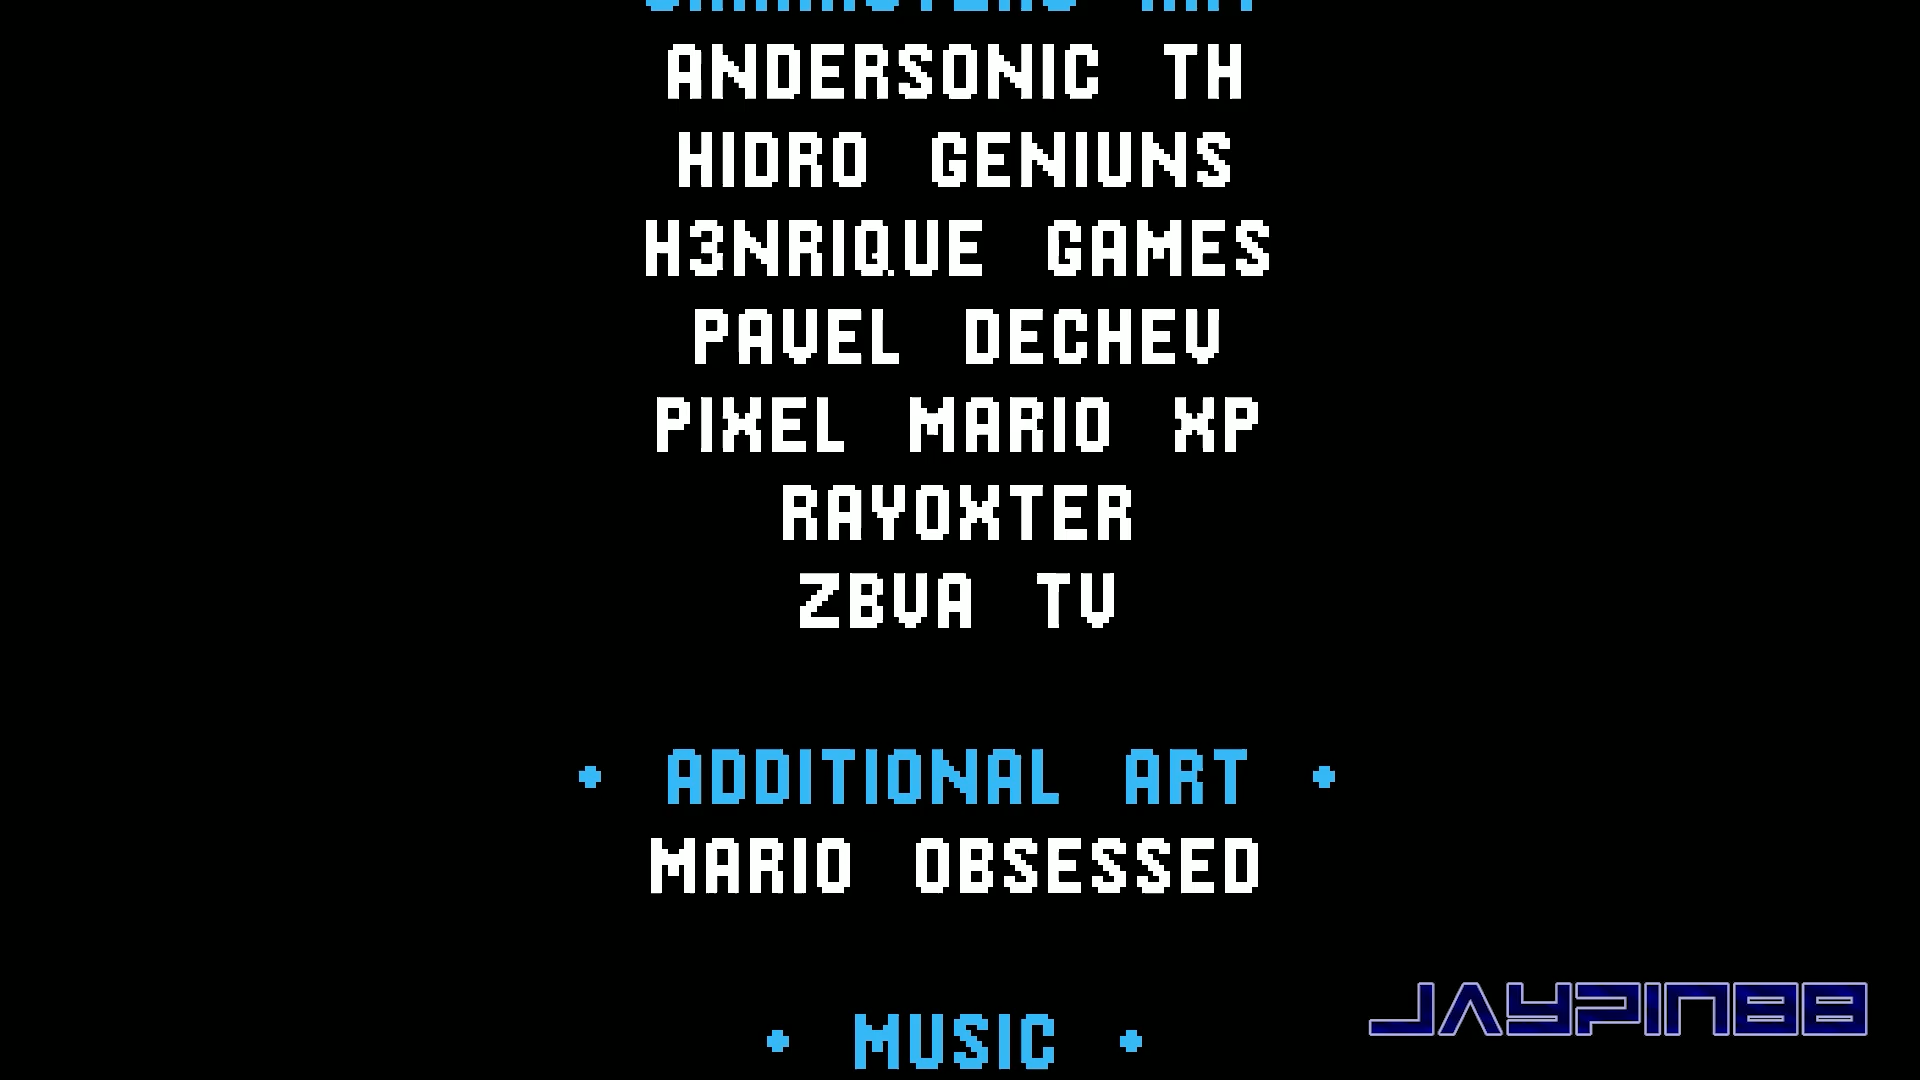 ANDERSONIC TH
HIDRO GENIUNS
H3NRIQUE GAMES
PAVEL DECHEV
PIXEL MARIO XP
RAYOXTER
ZBVA TV
• ADDITIONAL ART •
MARIO OBSESSED
• MUSIC •
JAYPIN88